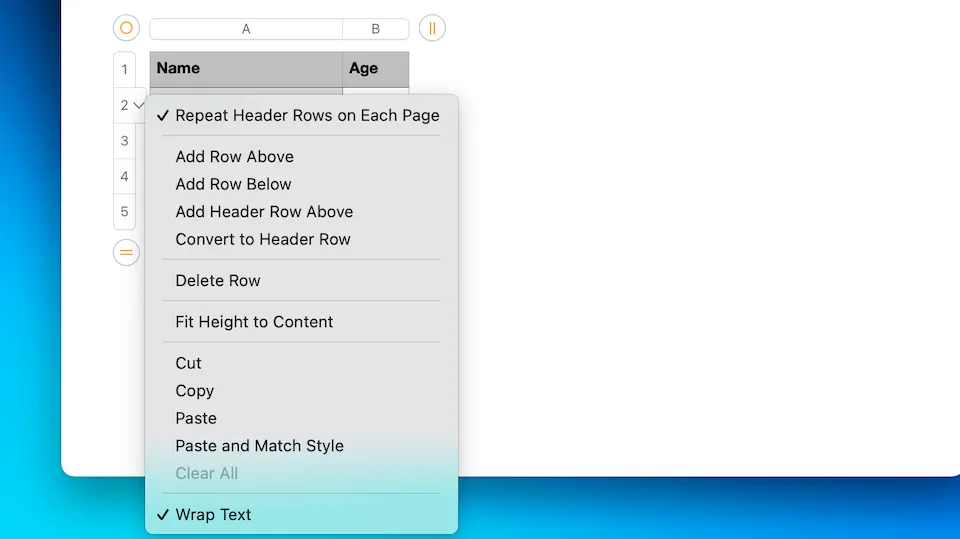 A B
1 Name Age
2
3
4
5
Repeat Header Rows on Each Page
Add Row Above
Add Row Below
Add Header Row Above
Convert to Header Row
Delete Row
Fit Height to Content
Cut
Copy
Paste
Paste and Match Style
Clear All
Wrap Text